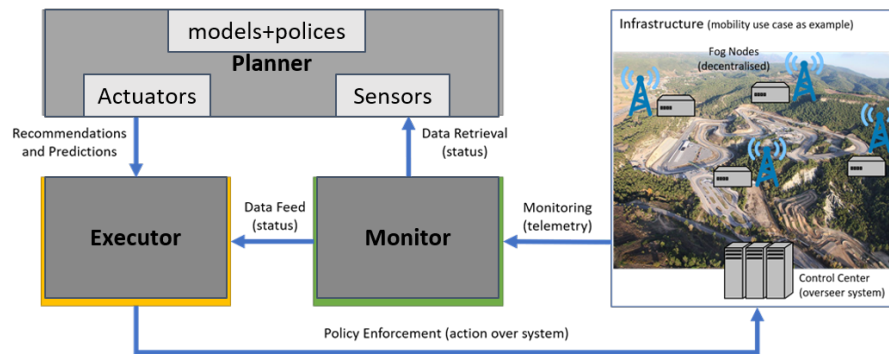 models+polices
Planner
Actuators
Sensors
Recommendations
and Predictions
Data Retrieval
(status)
Executor
Data Feed
(status)
Monitor
Monitoring
(telemetry)
Infrastructure (mobility use case as example)
Fog Nodes
(decentralised)
Control Center
(overseer system)
Policy Enforcement (action over system)